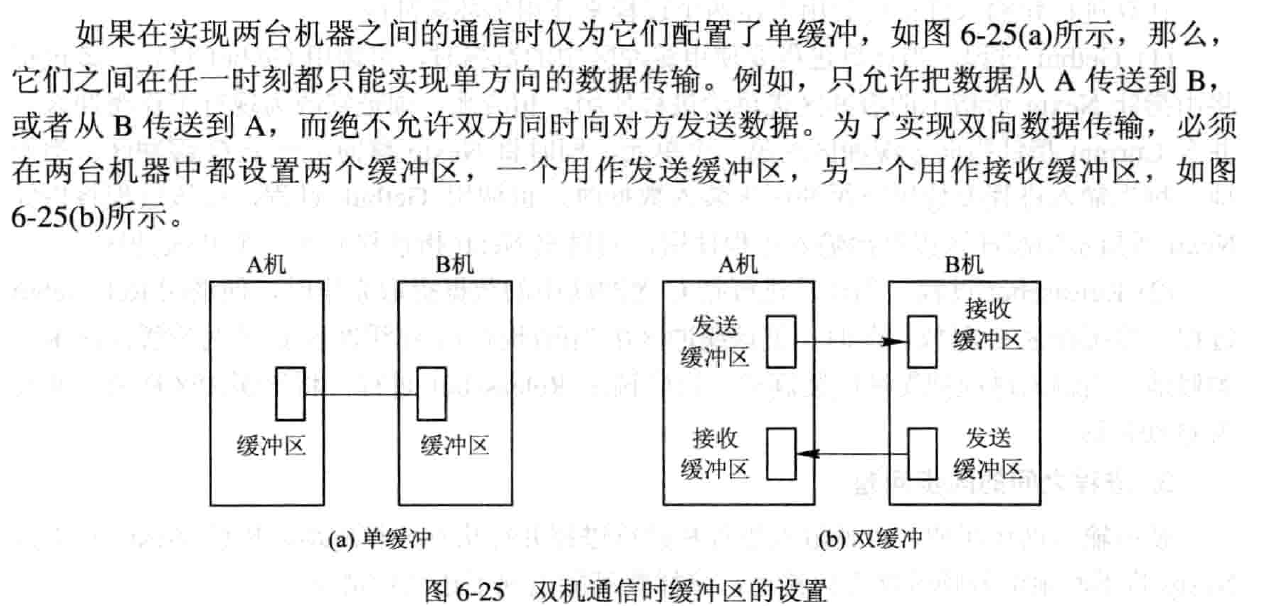 如果在实现两台机器之间的通信时仅为它们配置了单缓冲，如图 6-25(a)所示，那么，
它们之间在任一时刻都只能实现单方向的数据传输。例如，只允许把数据从 A 传送到 B，
或者从 B 传送到 A，而绝不允许双方同时向对方发送数据。为了实现双向数据传输，必须
在两台机器中都设置两个缓冲区，一个用作发送缓冲区，另一个用作接收缓冲区，如图
6-25(b)所示。
A机
B机
缓冲区
缓冲区
(a) 单缓冲
A机
B机
发送
缓冲区
接收
缓冲区
接收
缓冲区
发送
缓冲区
(b) 双缓冲
图 6-25 双机通信时缓冲区的设置